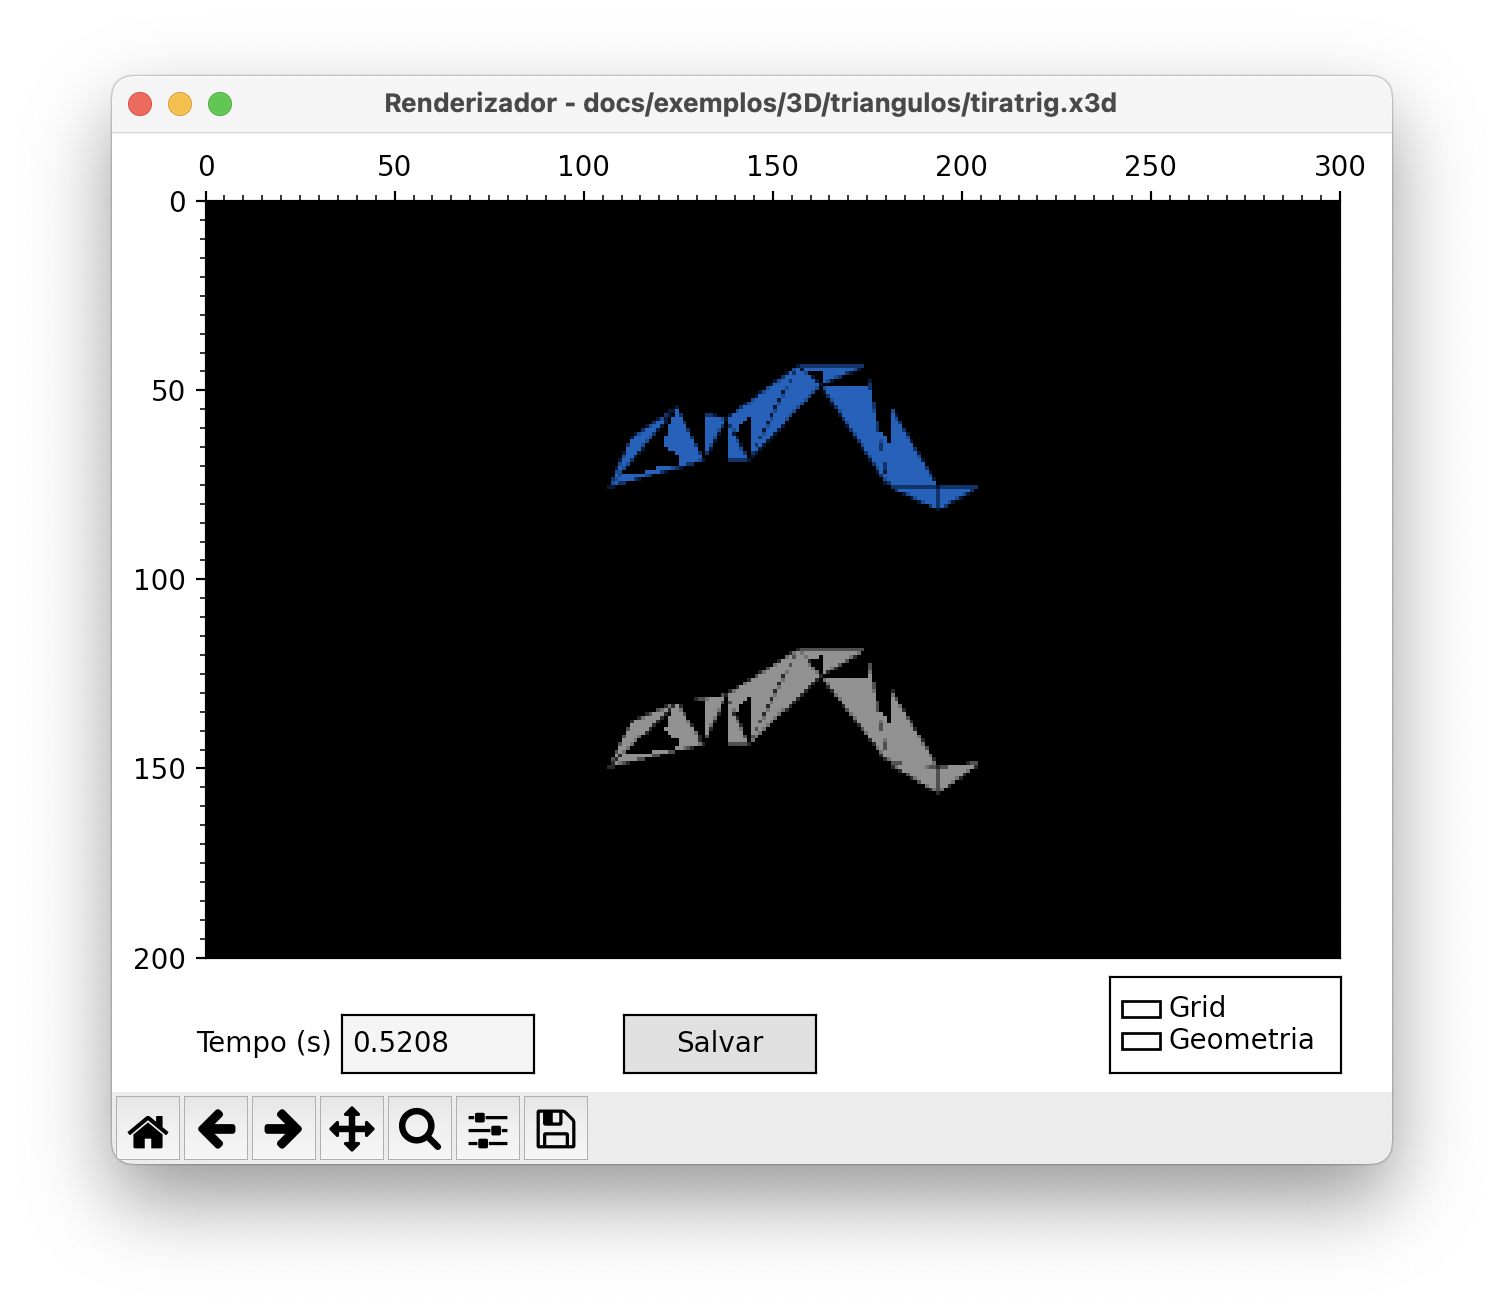 Renderizador - docs/exemplos/3D/triangulos/tiratrig.x3d
0 50 100 150 200 250 300
0
50
100
150
200
Grid
Tempo (s) 0.5208 Salvar
Geometria